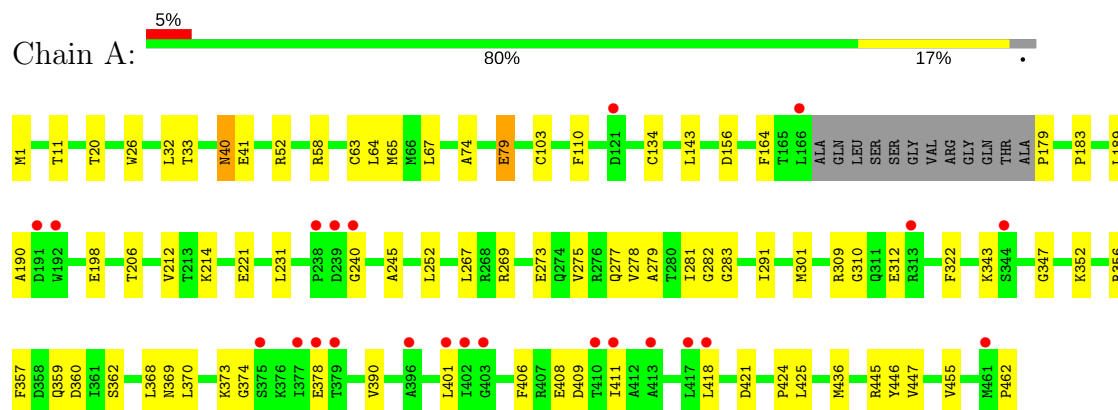 5%
Chain A:
80% 17% •
M1 T11 T20 W26 L32 T33 N40 E41 R52 R58 C63 L64 M65 M66 L67 A74 E79 C103 F110 D121 C134 L143 D156 F164 T165 L166 ALA GLN LEU SER SER GLY VAL ARG GLY GLN THR ALA P179 P183
A190 D191 W192 E198 T206 V212 T213 K214 E221 L231 P238 D239 G240 A245 L252 L267 R268 R269 E273 Q274 V275 R276 Q277 V278 A279 T280 I281 G282 G283 I291 M301 R309 G310 Q311 E312 R313 F322 K343 S344 G347 K352
F357 D358 Q359 D360 I361 S362 L368 N369 L370 K373 G374 S375 K376 I377 E378 T379 V390 A396 L401 I402 G403 F406 R407 E408 D409 T410 I411 A412 A413 L417 L418 D421 P424 L425 M436 R445 Y446 V447 V455 M461 P462